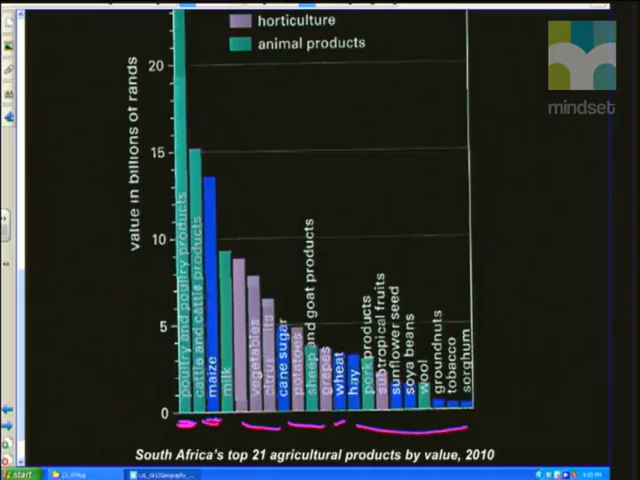 horticulture
animal products
mindset
value in billions of rands
20
15
10
5
0
poultry and poultry products
cattle and cattle products
maize
milk
vegetables
citrus
cane sugar
potatoes
sheep and goat products
grapes
wheat
hay
pork products
subtropical fruits
sunflower seed
soya beans
wool
groundnuts
tobacco
sorghum
South Africa's top 21 agricultural products by value, 2010
start